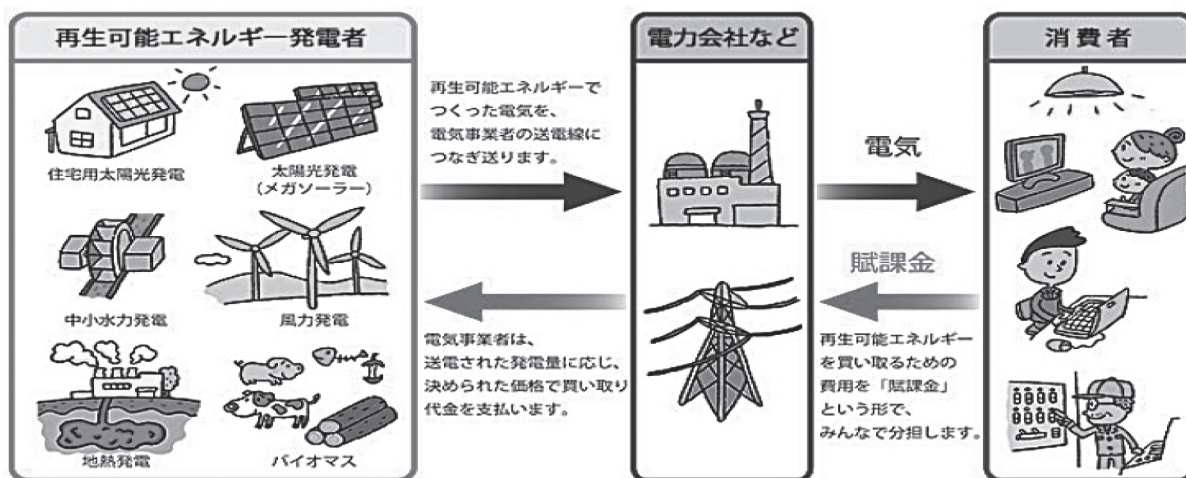 再生可能エネルギー発電者
住宅用太陽光発電
太陽光発電
（メガソーラー）
中小水力発電
風力発電
地熱発電
バイオマス
再生可能エネルギーで
つくった電気を、
電気事業者の送電線に
つなぎ送ります。
電気事業者は、
送電された発電量に応じ、
決められた価格で買い取り
代金を支払います。
電力会社など
電気
賦課金
再生可能エネルギー
を買い取るための
費用を「賦課金」
という形で、
みんなで分担します。
消費者